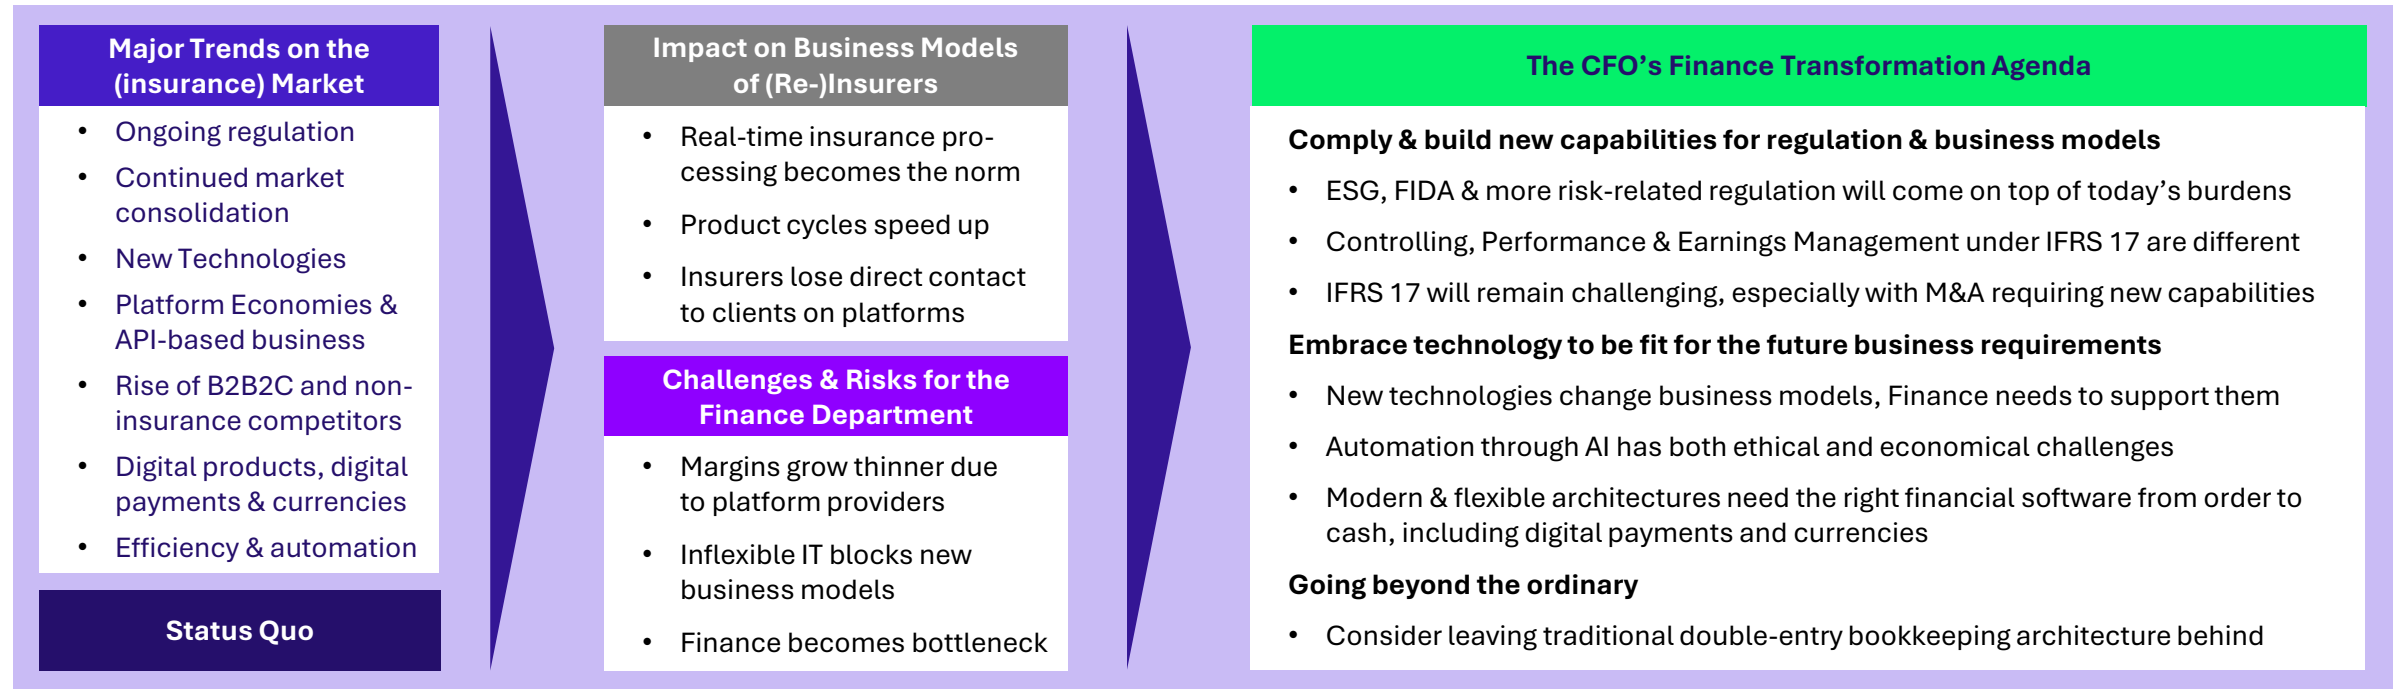 Major Trends on the
(insurance) Market
• Ongoing regulation
• Continued market
consolidation
• New Technologies
• Platform Economies &
API-based business
• Rise of B2B2C and non-
insurance competitors
• Digital products, digital
payments & currencies
• Efficiency & automation
Status Quo
Impact on Business Models
of (Re-)Insurers
• Real-time insurance pro-
cessing becomes the norm
• Product cycles speed up
• Insurers lose direct contact
to clients on platforms
Challenges & Risks for the
Finance Department
• Margins grow thinner due
to platform providers
• Inflexible IT blocks new
business models
• Finance becomes bottleneck
The CFO’s Finance Transformation Agenda
Comply & build new capabilities for regulation & business models
• ESG, FIDA & more risk-related regulation will come on top of today’s burdens
• Controlling, Performance & Earnings Management under IFRS 17 are different
• IFRS 17 will remain challenging, especially with M&A requiring new capabilities
Embrace technology to be fit for the future business requirements
• New technologies change business models, Finance needs to support them
• Automation through AI has both ethical and economical challenges
• Modern & flexible architectures need the right financial software from order to
cash, including digital payments and currencies
Going beyond the ordinary
• Consider leaving traditional double-entry bookkeeping architecture behind